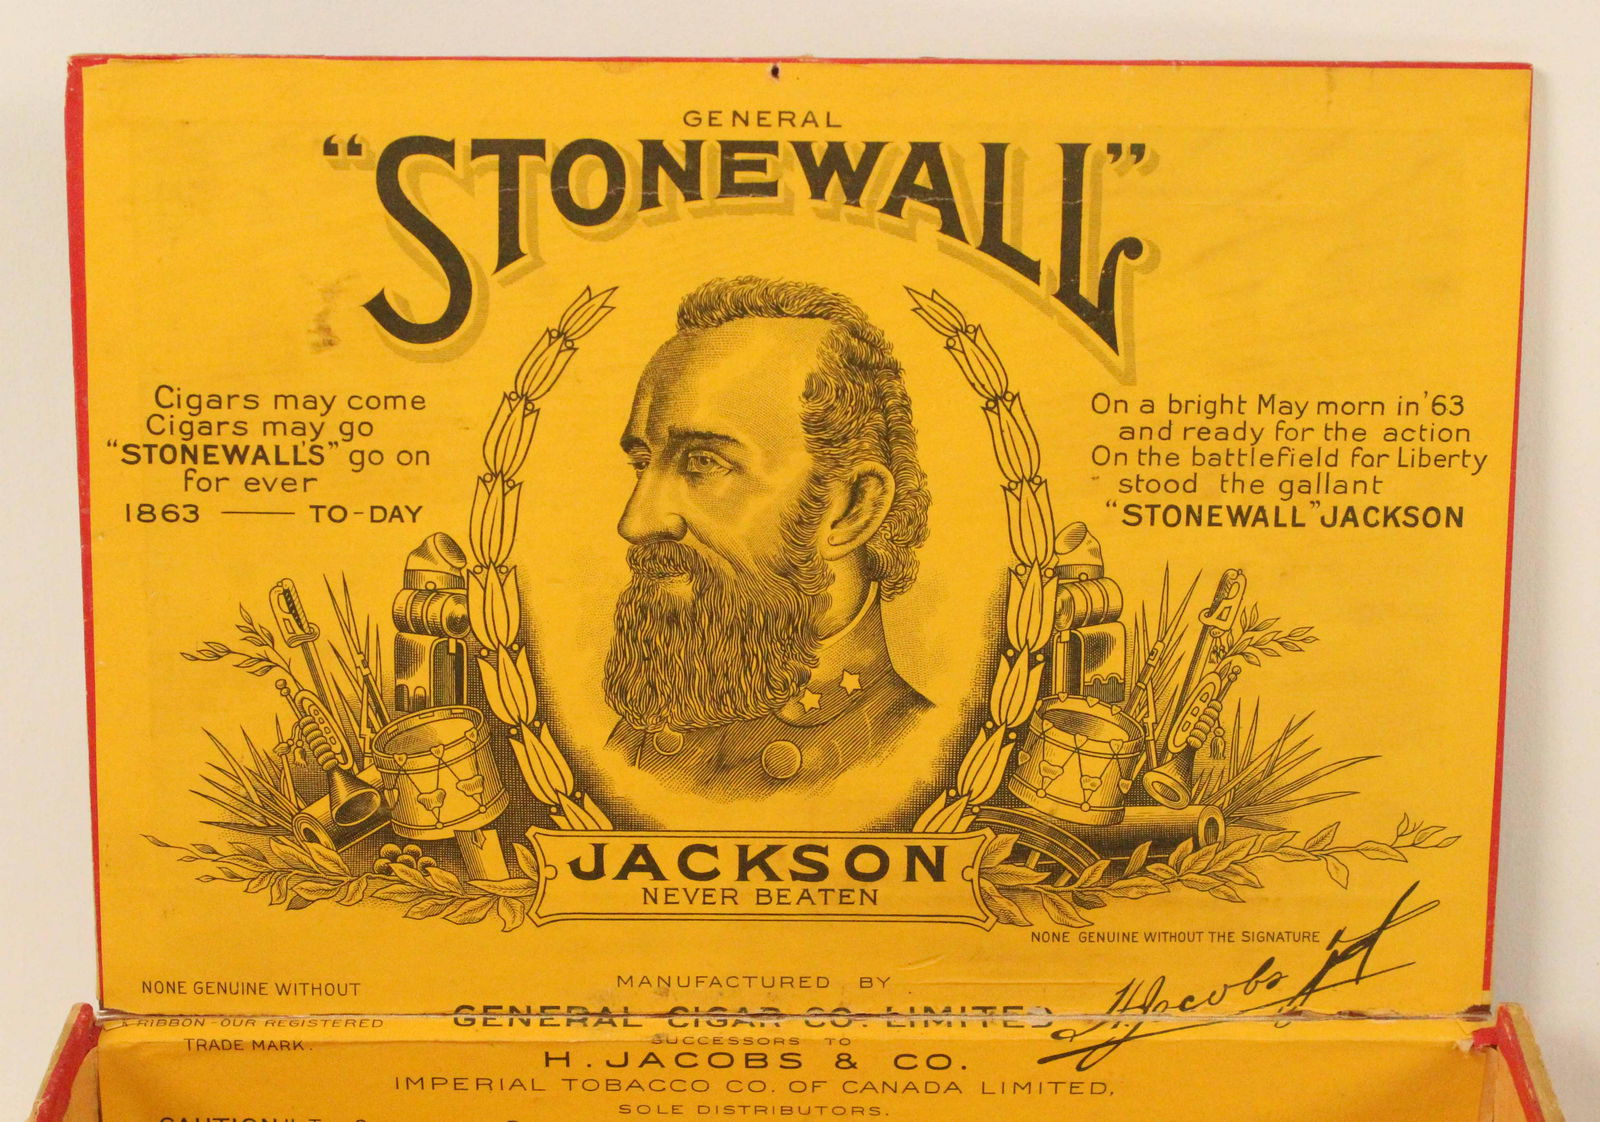 GENERAL
"STONEWALL"
Cigars may come
Cigars may go
"STONEWALL'S" go on
for ever
1863 — TO-DAY
On a bright May morn in '63
and ready for the action
On the battlefield for Liberty
stood the gallant
"STONEWALL" JACKSON
JACKSON
NEVER BEATEN
NONE GENUINE WITHOUT THE SIGNATURE
H. Jacobs
NONE GENUINE WITHOUT
RIBBON - OUR REGISTERED
TRADE MARK.
MANUFACTURED BY
GENERAL CIGAR CO. LIMITED
SUCCESSORS TO
H. JACOBS & CO.
IMPERIAL TOBACCO CO. OF CANADA LIMITED,
SOLE DISTRIBUTORS.